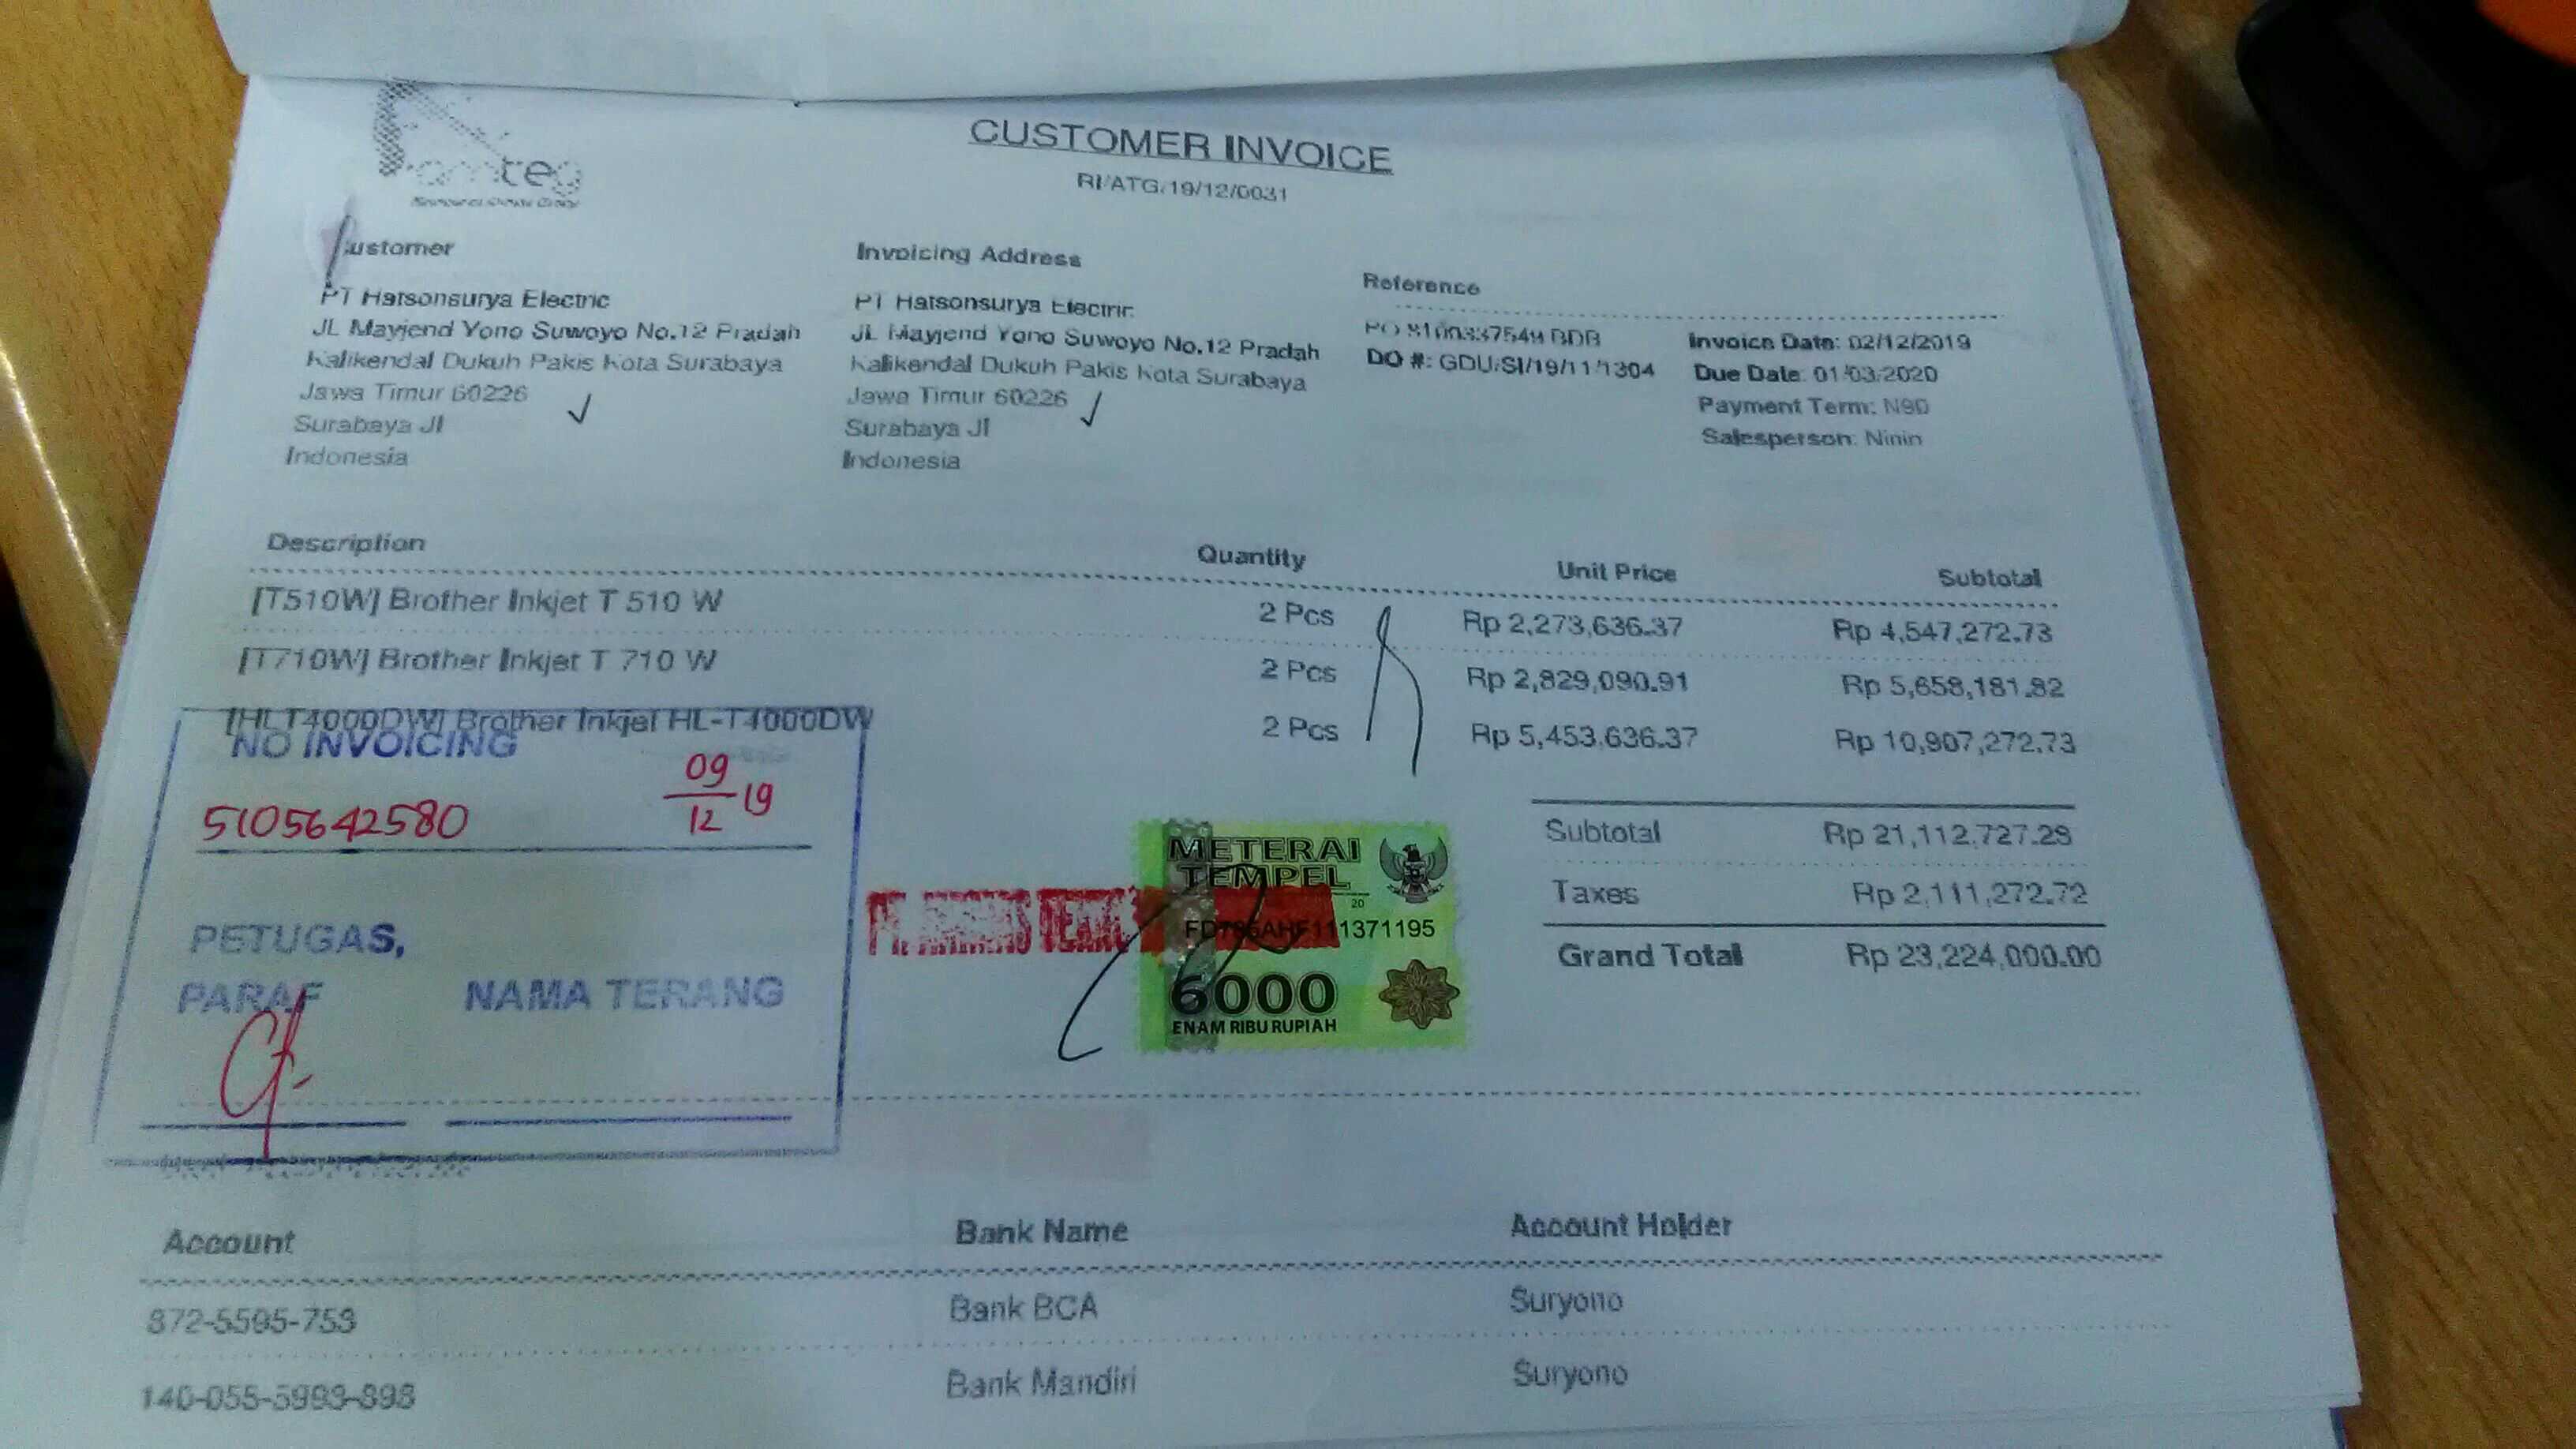 CUSTOMER INVOICE
RI/ATG/19/12/0031
Customer
PT Hatsonsurya Electric
JL Mayjend Yono Suwoyo No.12 Pradah
Kalikendal Dukuh Pakis Kota Surabaya
Jawa Timur 60226
Surabaya JI
Indonesia
Invoicing Address
PT Hatsonsurya Electric
JL Mayjend Yono Suwoyo No.12 Pradah
Kalikendal Dukuh Pakis Kota Surabaya
Jawa Timur 60226
Surabaya JI
Indonesia
Reference
PO 8100337549 BDB
DO #: GDU/SI/19/11/1304
Invoice Date: 02/12/2019
Due Date: 01/03/2020
Payment Term: N90
Salesperson: Ninin
Description Quantity Unit Price Subtotal
[T510W] Brother Inkjet T 510 W 2 Pcs Rp 2,273,636.37 Rp 4,547,272.73
[T710W] Brother Inkjet T 710 W 2 Pcs Rp 2,829,090.91 Rp 5,658,181.82
[HLT4000DW] Brother Inkjet HL-T4000DW 2 Pcs Rp 5,453,636.37 Rp 10,907,272.73
NO INVOICING
5105642580
09
12 19
PETUGAS,
PARAF NAMA TERANG
METERAI
TEMPEL
20
111371195
6000
ENAM RIBU RUPIAH
PT.
Subtotal Rp 21,112,727.28
Taxes Rp 2,111,272.72
Grand Total Rp 23,224,000.00
Account Bank Name Account Holder
872-5595-753 Bank BCA Suryono
Bank Mandiri Suryono